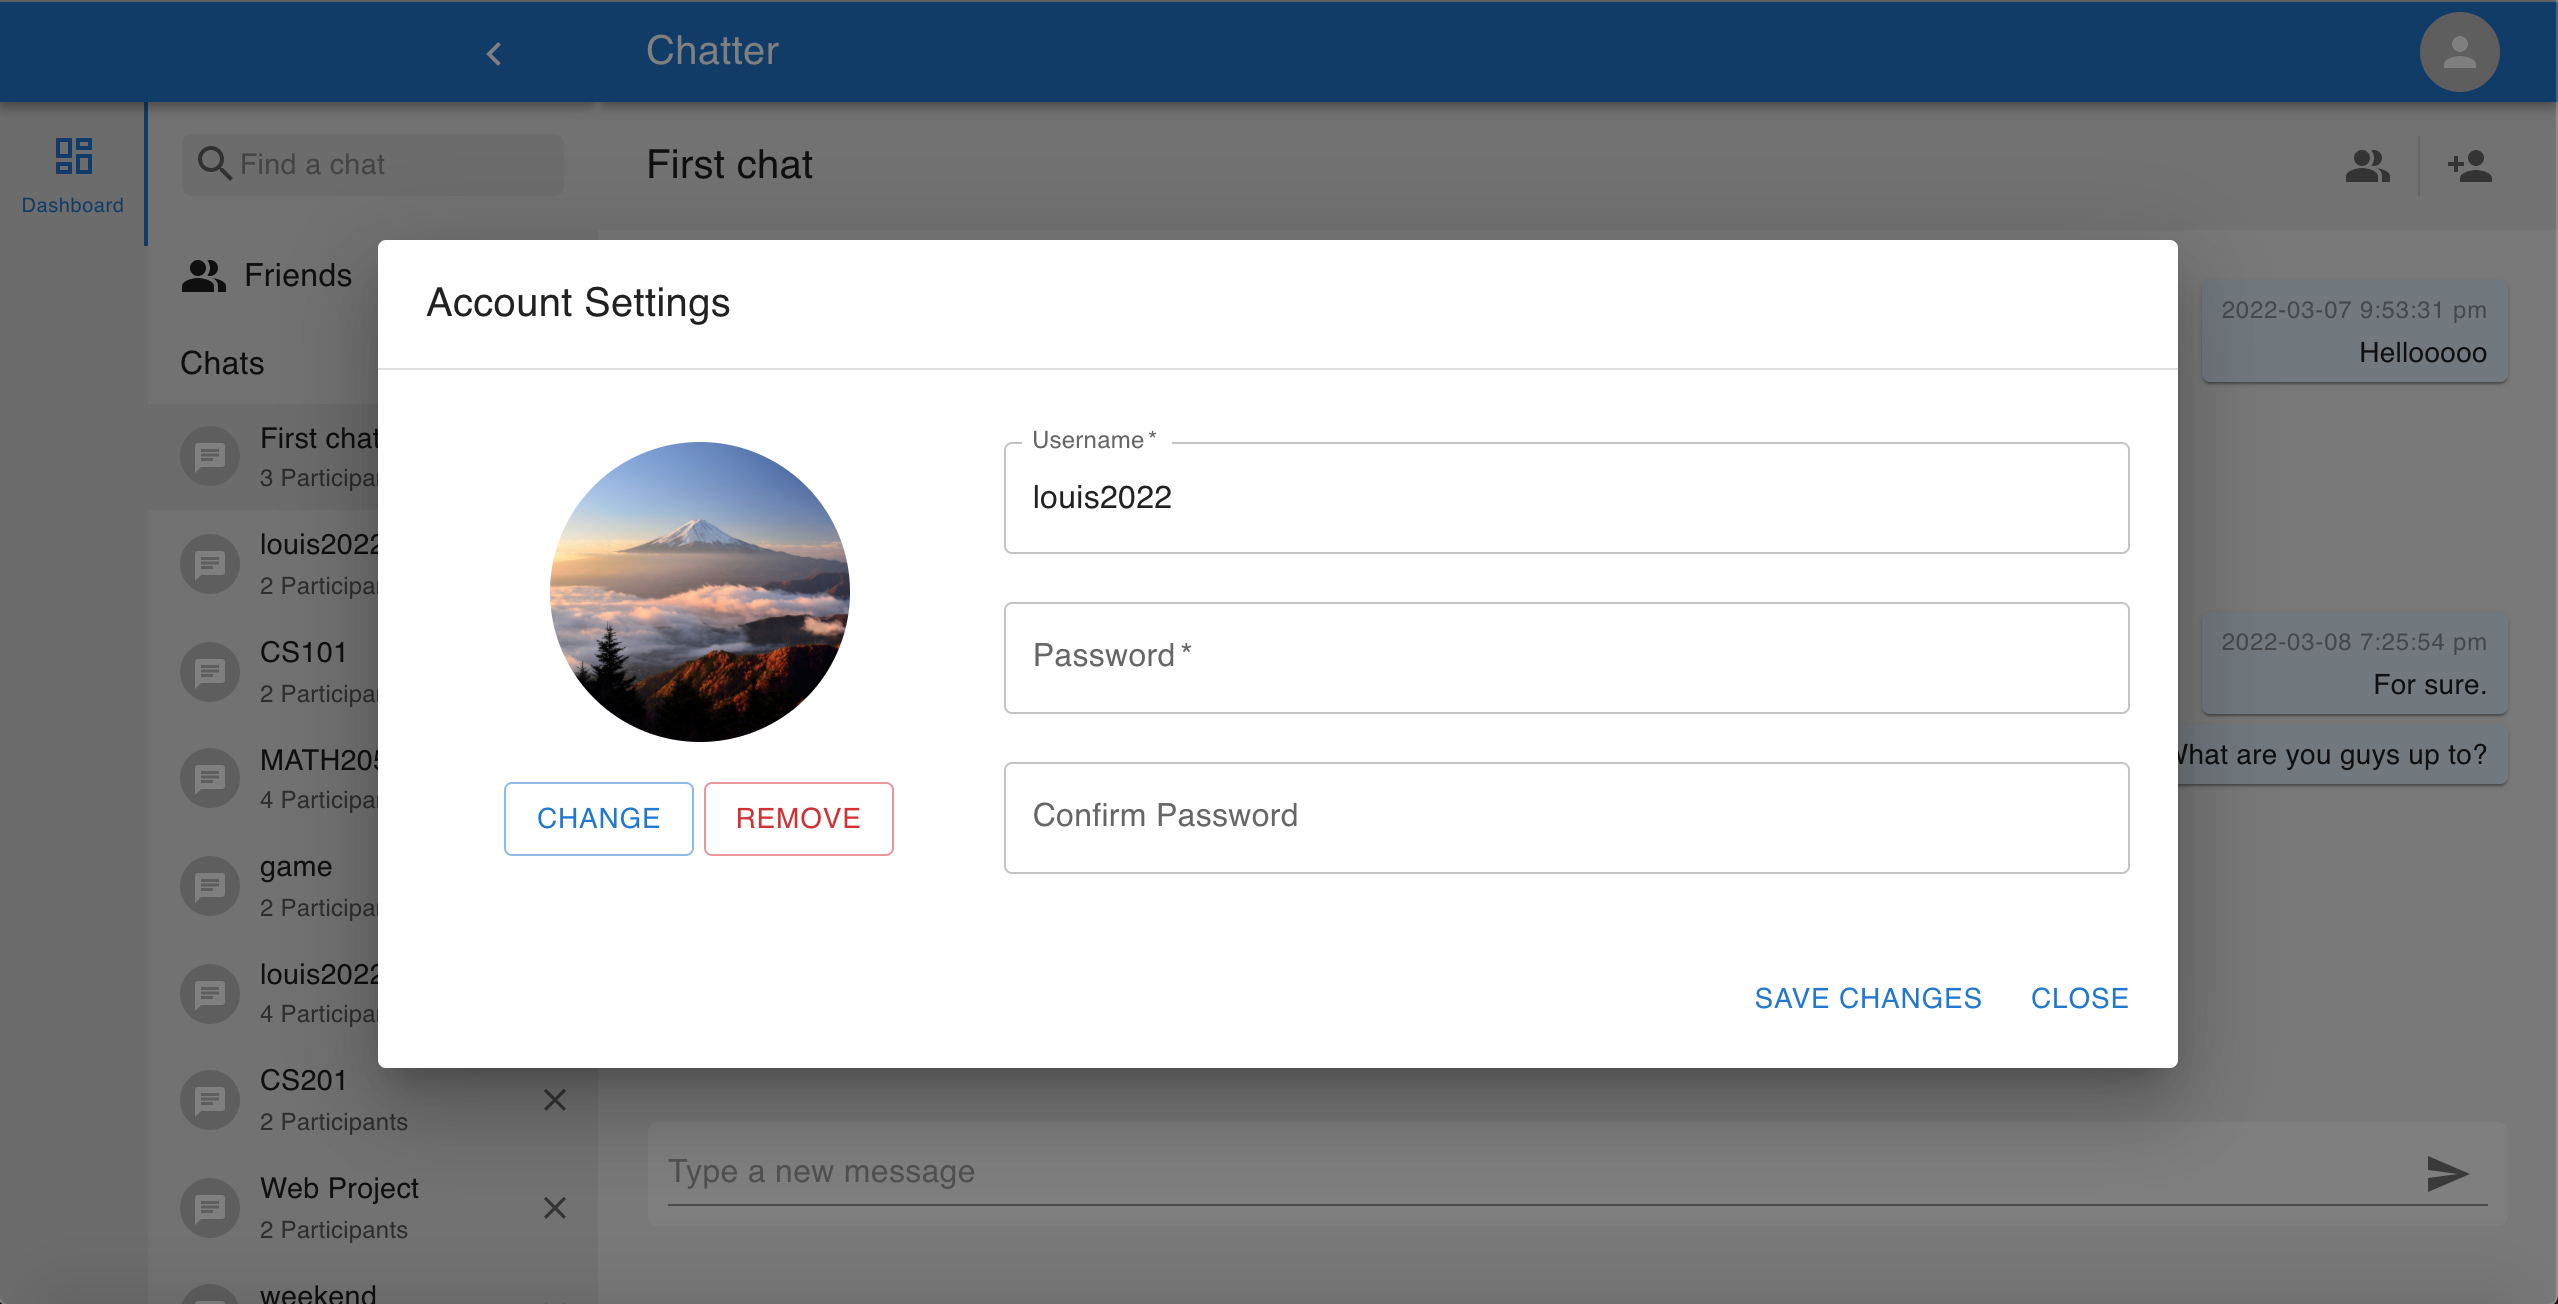 Chatter
Dashboard
Find a chat
Friends
Chats
First chat
3 Participa
louis2022
2 Participa
CS101
2 Participa
MATH205
4 Participa
game
2 Participa
louis2022
4 Participa
CS201
2 Participants
Web Project
2 Participants
weekend
First chat
2022-03-07 9:53:31 pm
Hellooooo
2022-03-08 7:25:54 pm
For sure.
What are you guys up to?
Type a new message
Account Settings
CHANGE
REMOVE
Username *
louis2022
Password *
Confirm Password
SAVE CHANGES
CLOSE